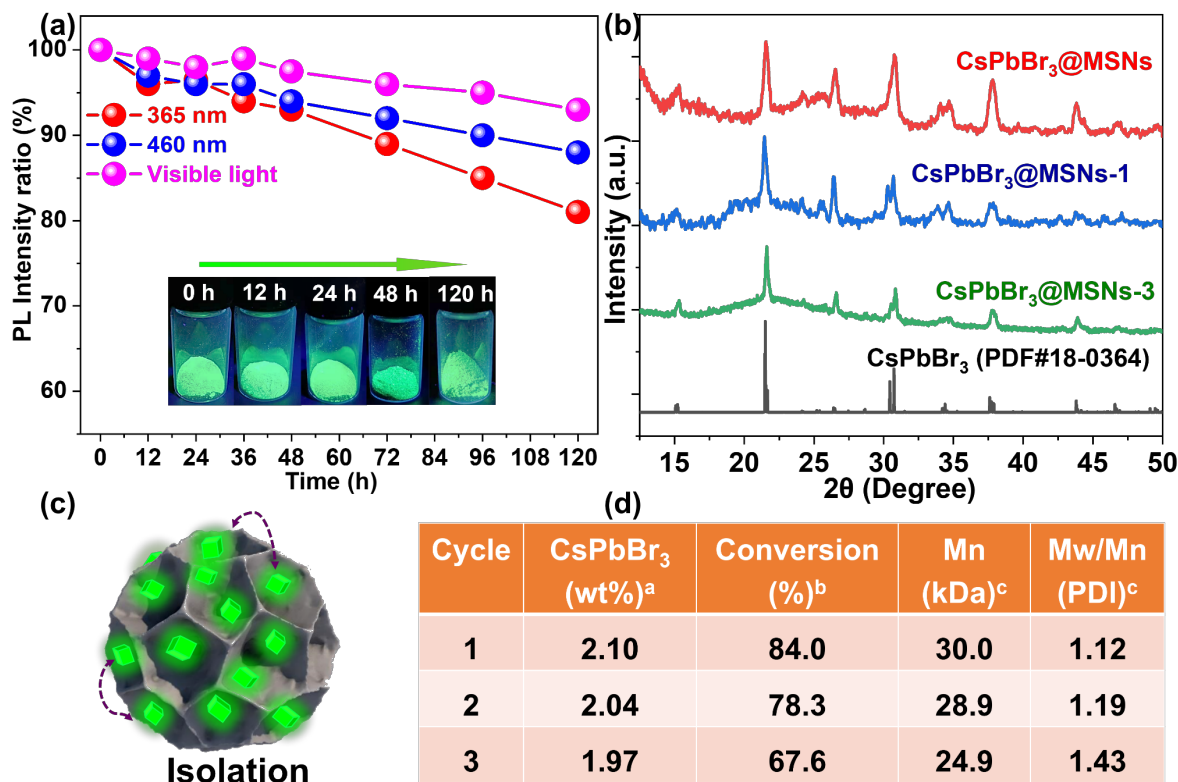 (a)
PL Intensity ratio (%)
100
90
80
70
60
365 nm
460 nm
Visible light
0 h 12 h 24 h 48 h 120 h
0 12 24 36 48 60 72 84 96 108 120
Time (h)
(b)
Intensity (a.u.)
CsPbBr₃@MSNs
CsPbBr₃@MSNs-1
CsPbBr₃@MSNs-3
CsPbBr₃ (PDF#18-0364)
15 20 25 30 35 40 45 50
2θ (Degree)
(c)
Isolation
(d)
Cycle CsPbBr₃ (wt%)ᵃ Conversion (%)ᵇ Mn (kDa)ᶜ Mw/Mn (PDI)ᶜ
1 2.10 84.0 30.0 1.12
2 2.04 78.3 28.9 1.19
3 1.97 67.6 24.9 1.43